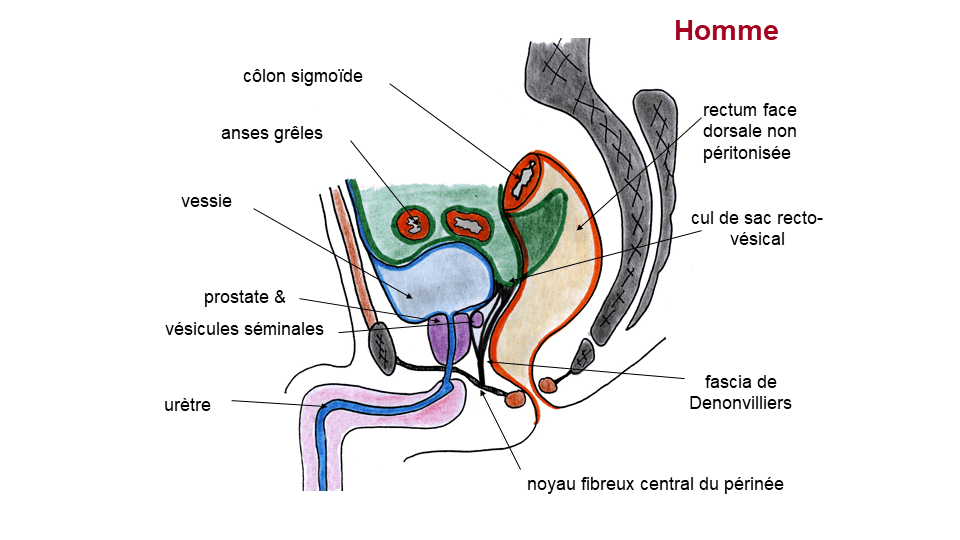 Homme
côlon sigmoïde
rectum face
dorsale non
péritonisée
anses grêles
vessie
cul de sac recto-
vésical
prostate &
vésicules séminales
fascia de
Denonvilliers
urètre
noyau fibreux central du périnée